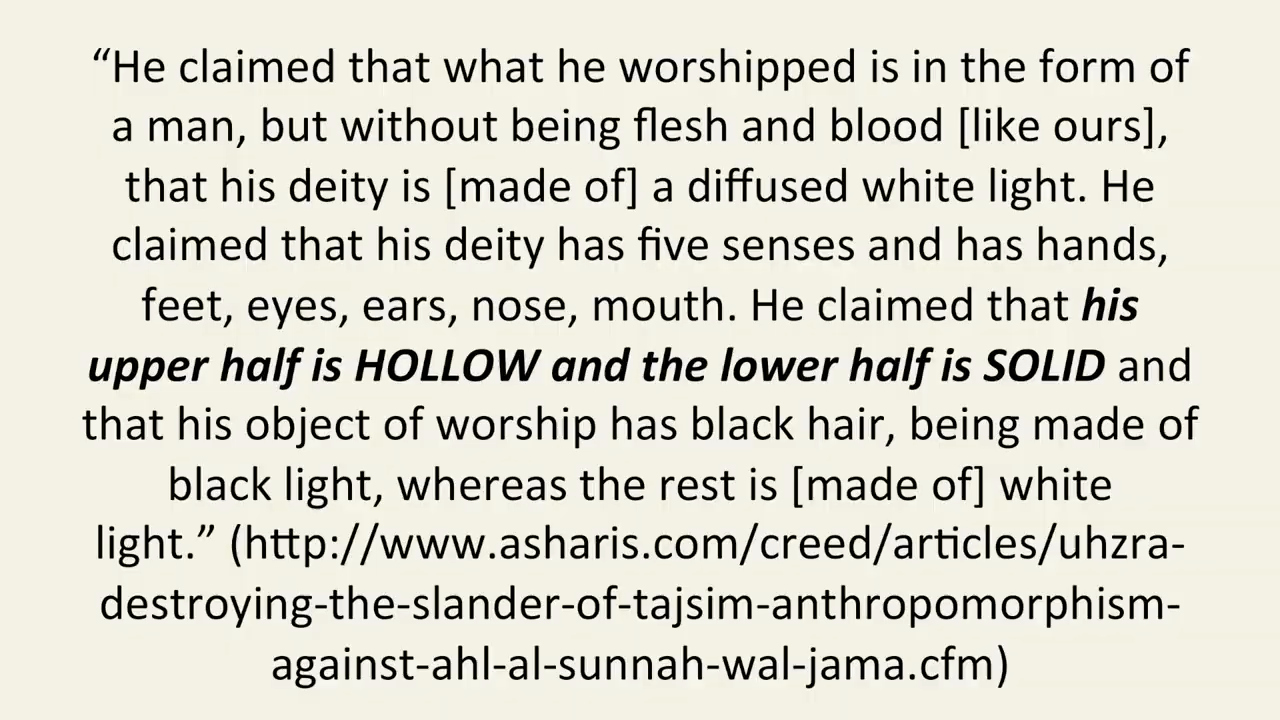 “He claimed that what he worshipped is in the form of
a man, but without being flesh and blood [like ours],
that his deity is [made of] a diffused white light. He
claimed that his deity has five senses and has hands,
feet, eyes, ears, nose, mouth. He claimed that his
upper half is HOLLOW and the lower half is SOLID and
that his object of worship has black hair, being made of
black light, whereas the rest is [made of] white
light.” (http://www.asharis.com/creed/articles/uhzra-
destroying-the-slander-of-tajsim-anthropomorphism-
against-ahl-al-sunnah-wal-jama.cfm)